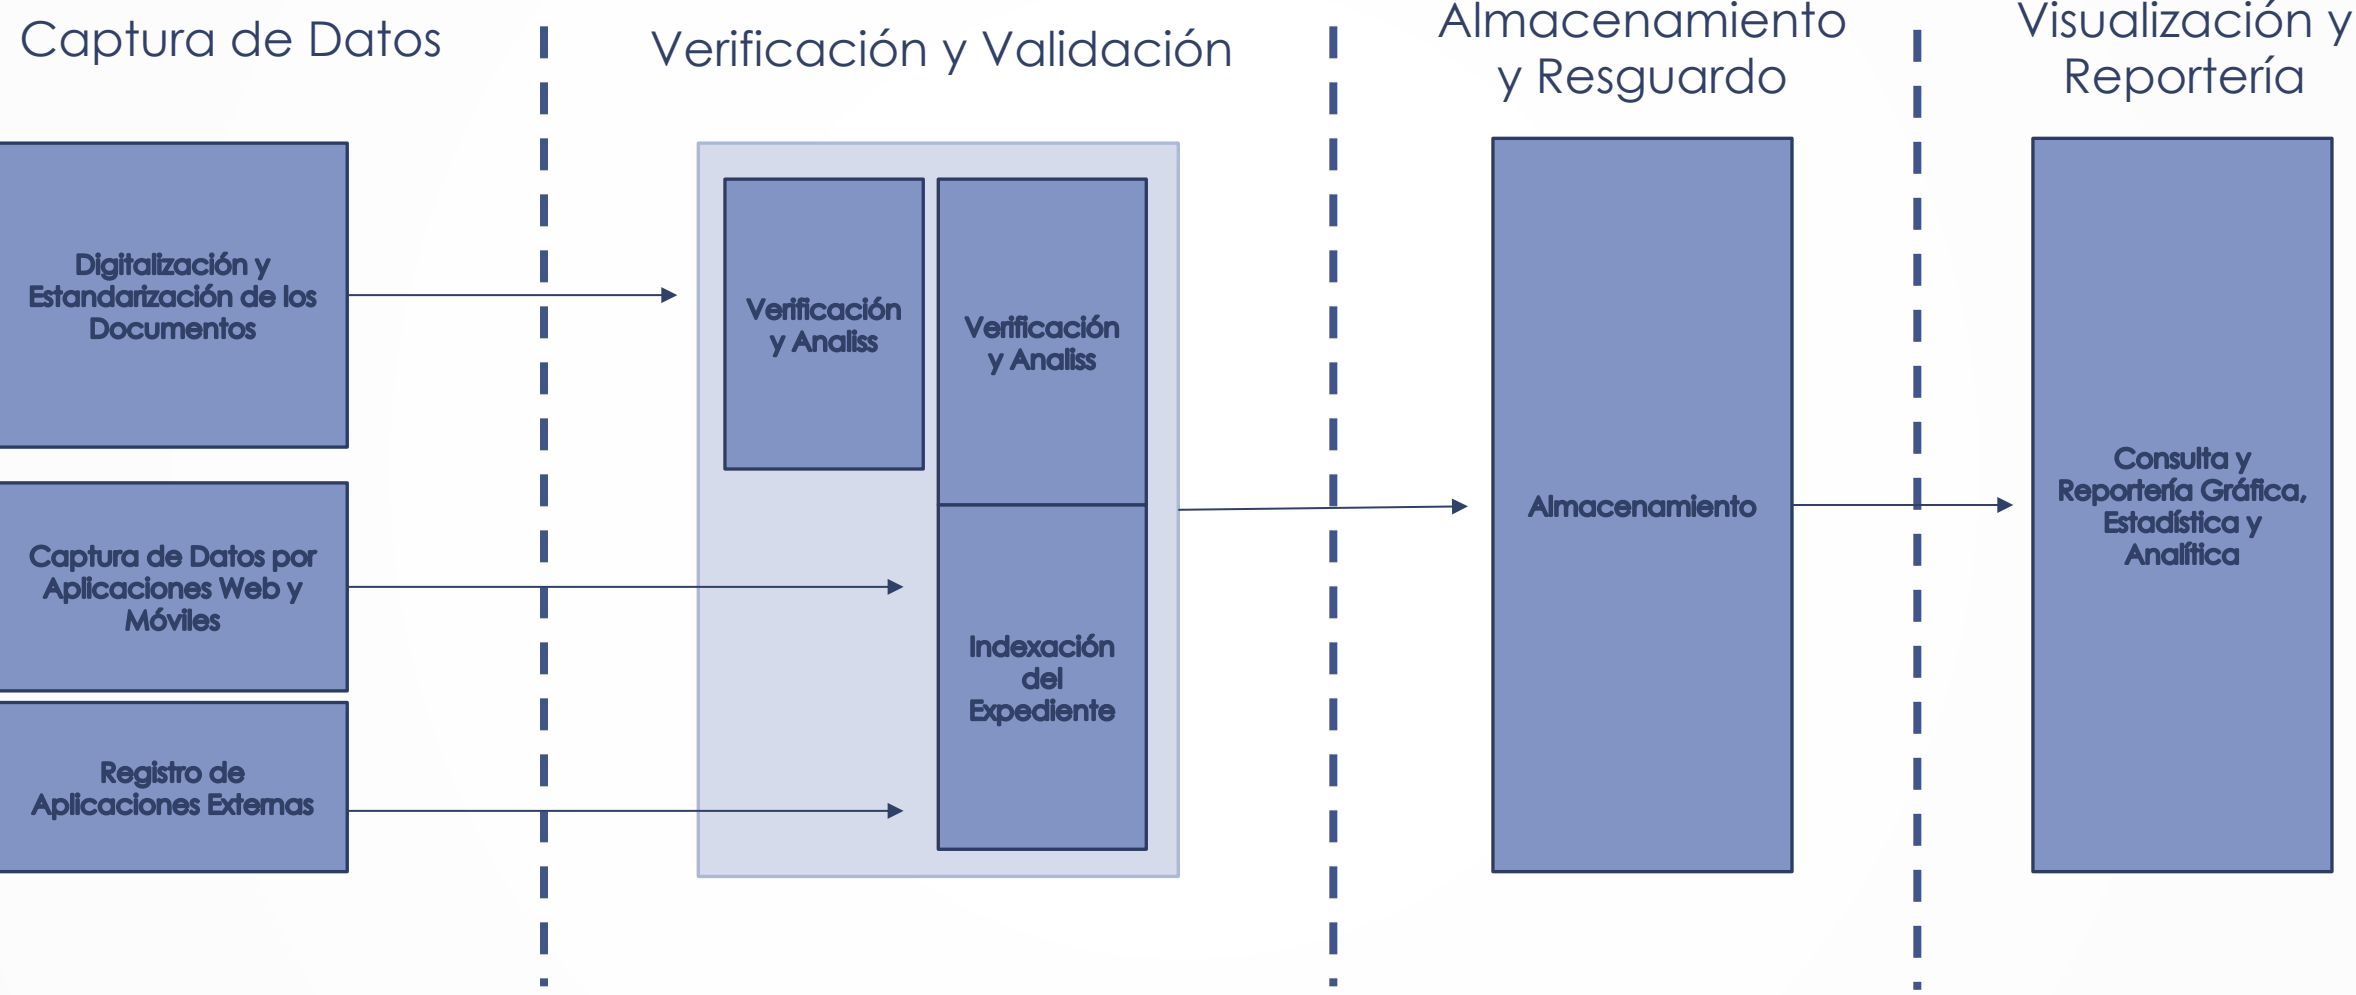 Captura de Datos
Verificación y Validación
Almacenamiento
y Resguardo
Visualización y
Reportería
Digitalización y
Estandarización de los
Documentos
Captura de Datos por
Aplicaciones Web y
Móviles
Registro de
Aplicaciones Externas
Verificación
y Analiss
Verificación
y Analiss
Indexación
del
Expediente
Almacenamiento
Consulta y
Reportería Gráfica,
Estadística y
Analítica